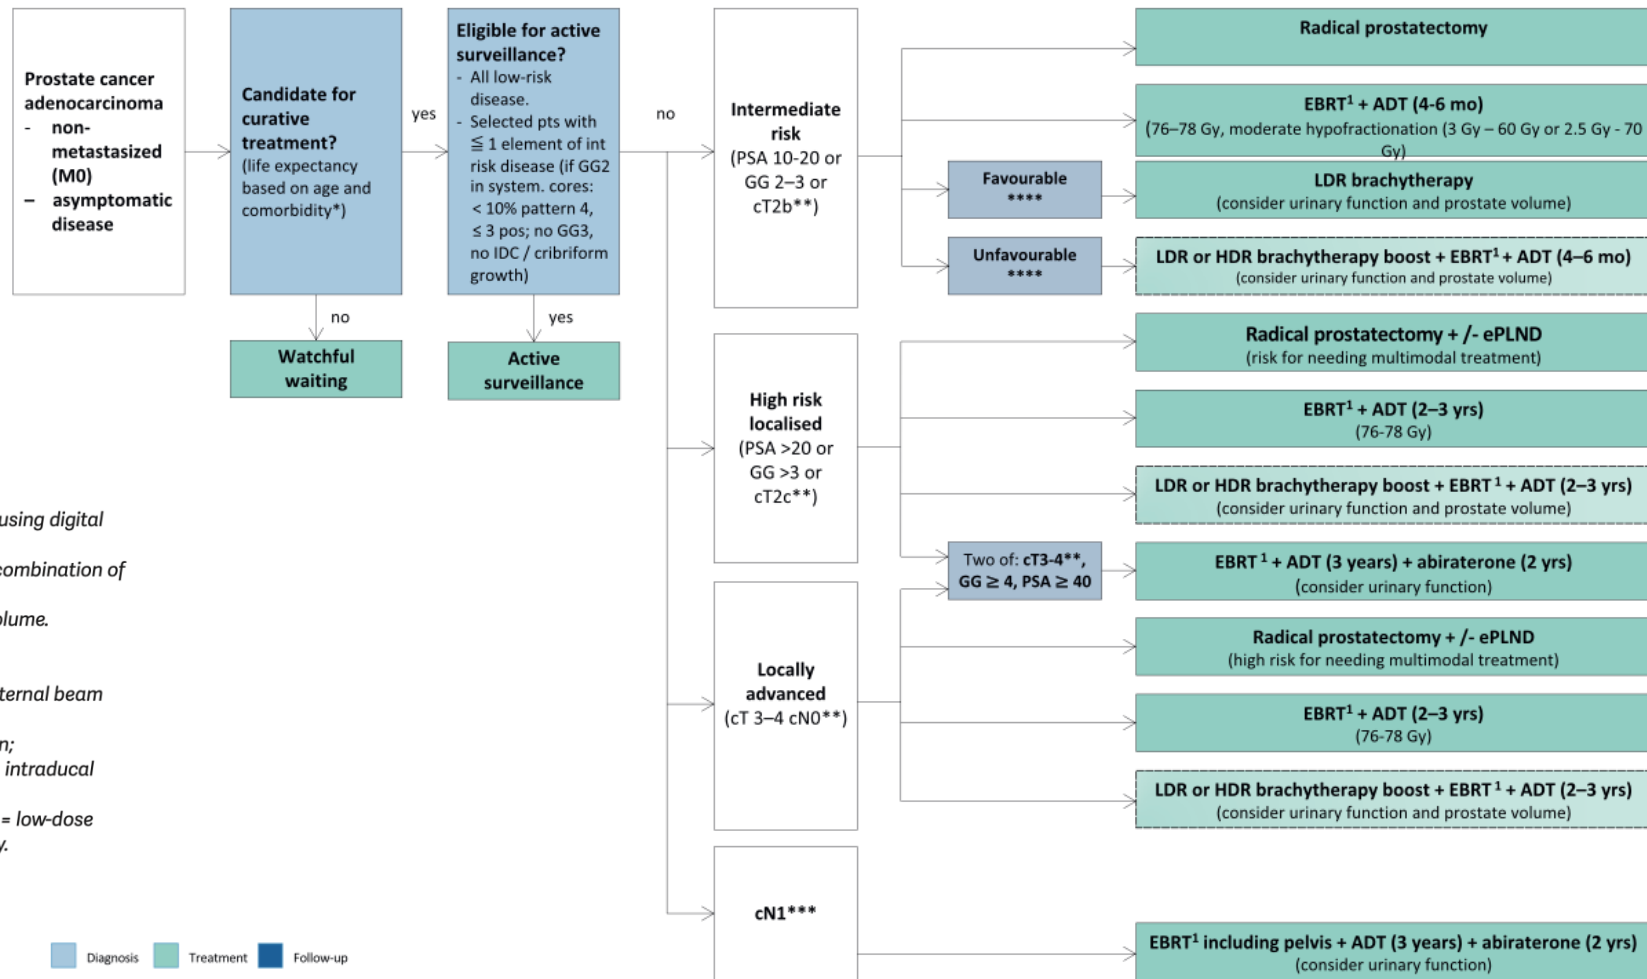 Prostate cancer
adenocarcinoma
- non-
metastasized
(M0)
– asymptomatic
disease
Candidate for
curative
treatment?
(life expectancy
based on age and
comorbidity*)
yes
no
Watchful
waiting
Eligible for active
surveillance?
- All low-risk
disease.
- Selected pts with
≦ 1 element of int
risk disease (if GG2
in system. cores:
< 10% pattern 4,
≤ 3 pos; no GG3,
no IDC / cribriform
growth)
no
yes
Active
surveillance
Intermediate
risk
(PSA 10-20 or
GG 2–3 or
cT2b**)
Radical prostatectomy
EBRT¹ + ADT (4-6 mo)
(76–78 Gy, moderate hypofractionation (3 Gy – 60 Gy or 2.5 Gy - 70
Gy)
Favourable
****
LDR brachytherapy
(consider urinary function and prostate volume)
Unfavourable
****
LDR or HDR brachytherapy boost + EBRT¹ + ADT (4–6 mo)
(consider urinary function and prostate volume)
High risk
localised
(PSA >20 or
GG >3 or
cT2c**)
Radical prostatectomy + /- ePLND
(risk for needing multimodal treatment)
EBRT¹ + ADT (2–3 yrs)
(76-78 Gy)
LDR or HDR brachytherapy boost + EBRT ¹ + ADT (2–3 yrs)
(consider urinary function and prostate volume)
Two of: cT3-4**,
GG ≥ 4, PSA ≥ 40
EBRT ¹ + ADT (3 years) + abiraterone (2 yrs)
(consider urinary function)
Locally
advanced
(cT 3–4 cN0**)
Radical prostatectomy + /- ePLND
(high risk for needing multimodal treatment)
EBRT¹ + ADT (2–3 yrs)
(76-78 Gy)
LDR or HDR brachytherapy boost + EBRT ¹ + ADT (2–3 yrs)
(consider urinary function and prostate volume)
cN1***
EBRT¹ including pelvis + ADT (3 years) + abiraterone (2 yrs)
(consider urinary function)
using digital
combination of
olume.
ternal beam
n;
intraducal
= low-dose
y.
Diagnosis
Treatment
Follow-up